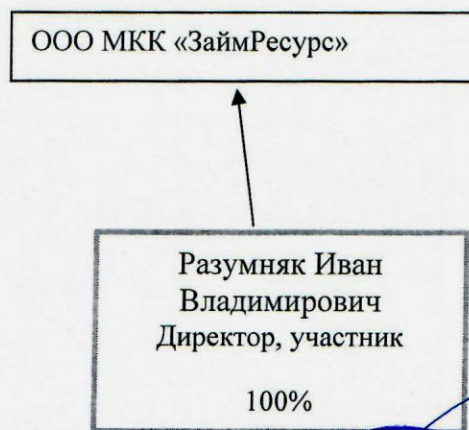 ООО МКК «ЗаймРесурс»
Разумняк Иван
Владимирович
Директор, участник
100%